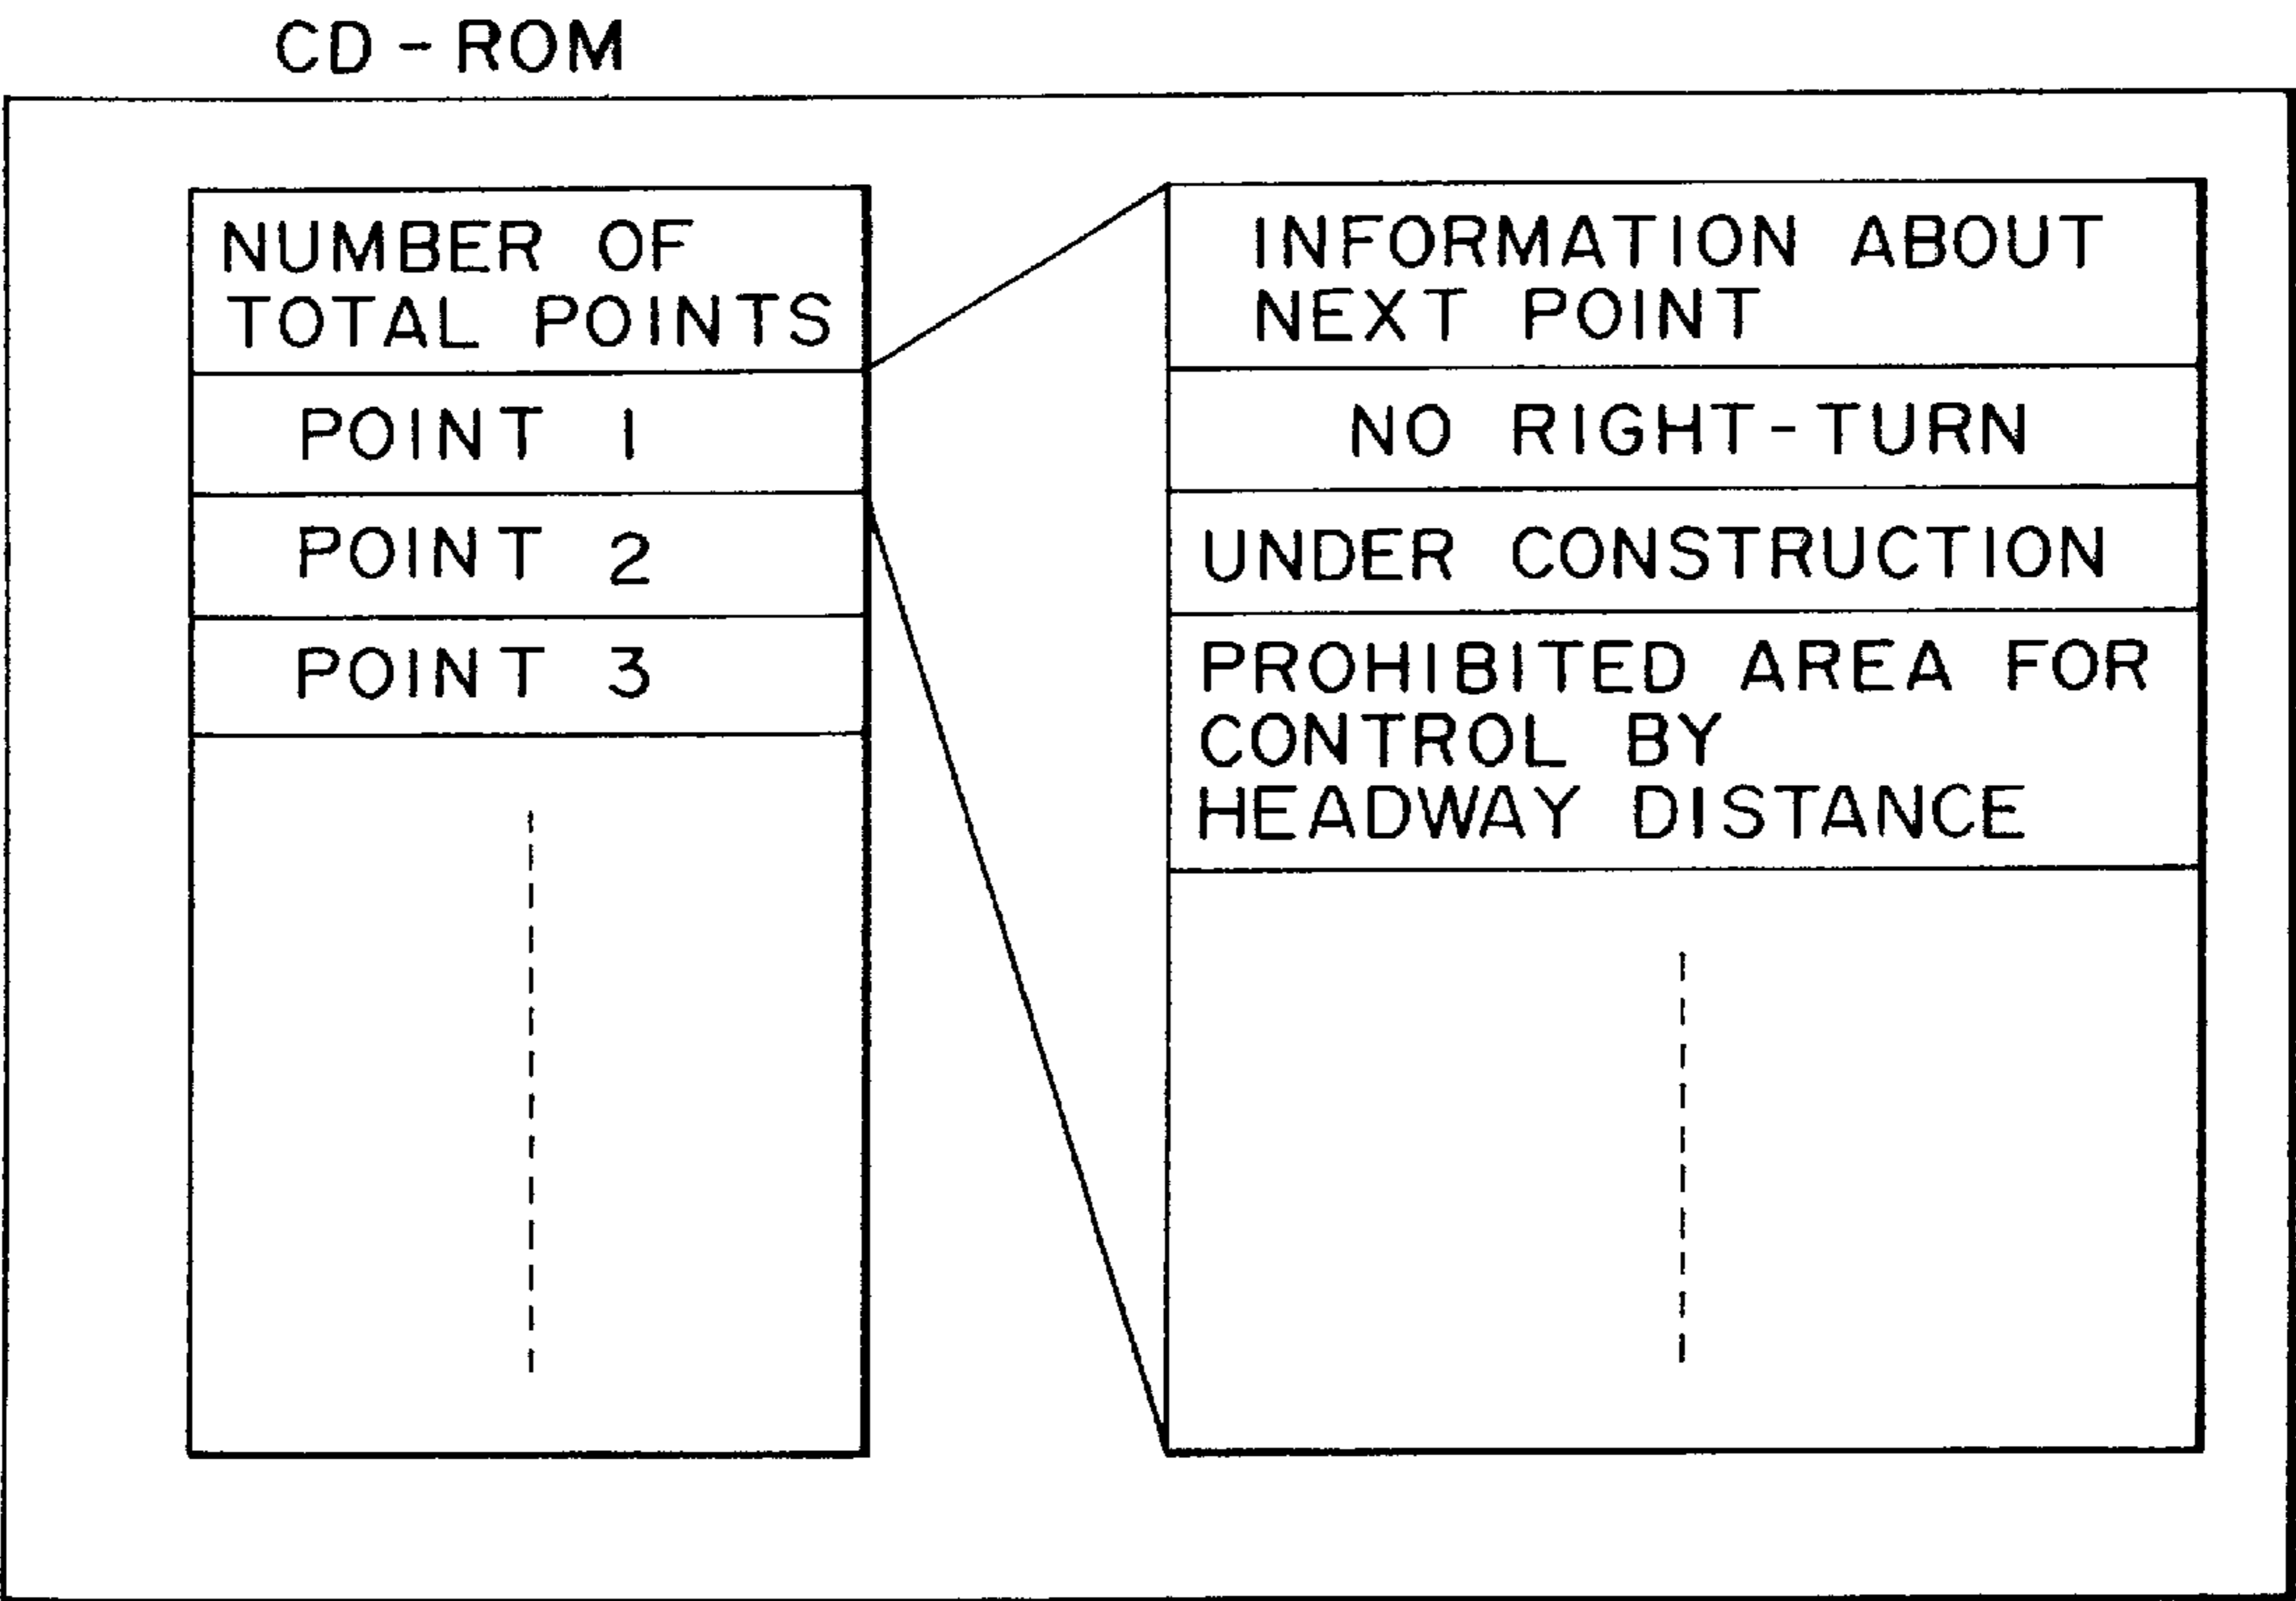 CD-ROM
NUMBER OF
TOTAL POINTS
POINT 1
POINT 2
POINT 3
INFORMATION ABOUT
NEXT POINT
NO RIGHT-TURN
UNDER CONSTRUCTION
PROHIBITED AREA FOR
CONTROL BY
HEADWAY DISTANCE